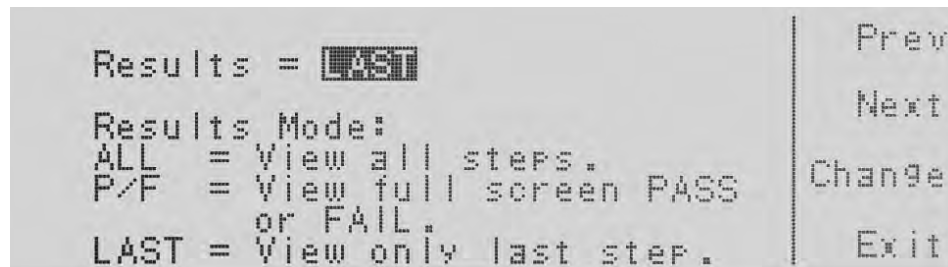 Results = LAST
Results Mode:
ALL = View all steps.
P/F = View full screen PASS
or FAIL.
LAST = View only last step.
Prev
Next
Change
Exit